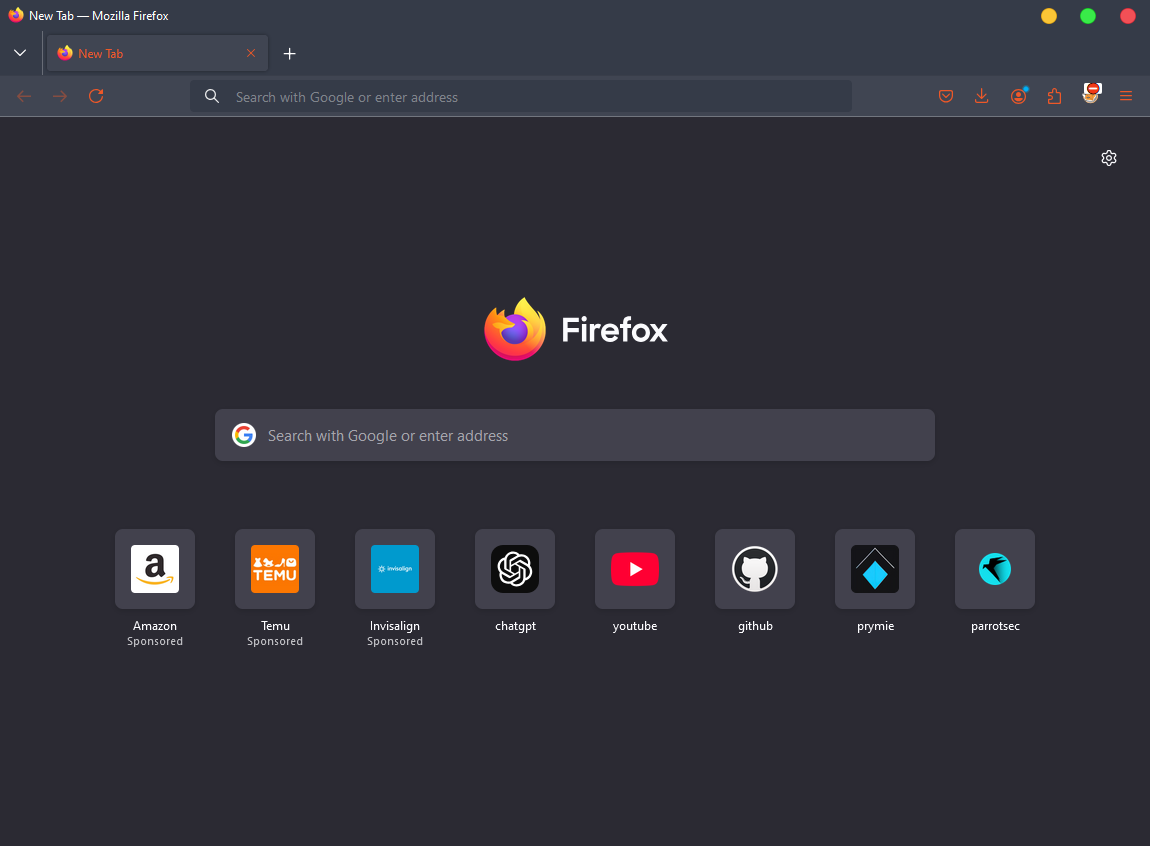 New Tab — Mozilla Firefox
New Tab
Search with Google or enter address
Firefox
Search with Google or enter address
TEMU
invisalign
Amazon
Sponsored
Temu
Sponsored
Invisalign
Sponsored
chatgpt
youtube
github
prymie
parrotsec